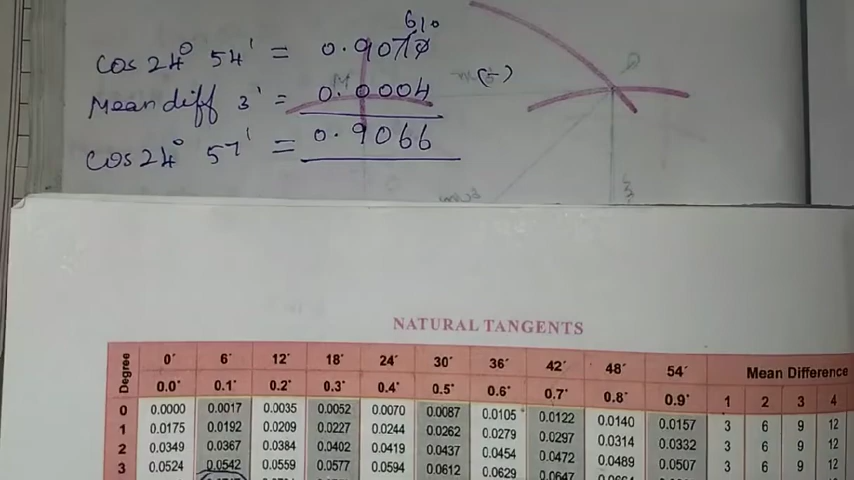 610
cos 24° 54' = 0.9070
Mean diff 3' = 0.0004 (-)
cos 24° 57' = 0.9066
NATURAL TANGENTS
Degree 0´ 6´ 12´ 18´ 24´ 30´ 36´ 42´ 48´ 54´ Mean Difference
0.0° 0.1° 0.2° 0.3° 0.4° 0.5° 0.6° 0.7° 0.8° 0.9° 1 2 3 4
0 0.0000 0.0017 0.0035 0.0052 0.0070 0.0087 0.0105 0.0122 0.0140 0.0157 3 6 9 12
1 0.0175 0.0192 0.0209 0.0227 0.0244 0.0262 0.0279 0.0297 0.0314 0.0332 3 6 9 12
2 0.0349 0.0367 0.0384 0.0402 0.0419 0.0437 0.0454 0.0472 0.0489 0.0507 3 6 9 12
3 0.0524 0.0542 0.0559 0.0577 0.0594 0.0612 0.0629 0.0647 3 6 9 12